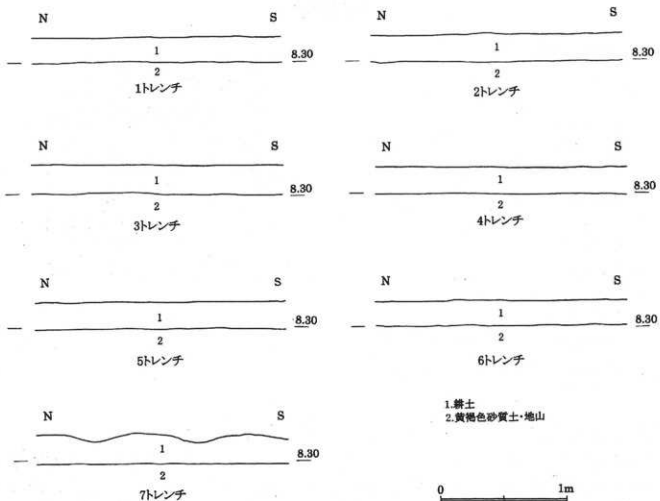 N S
1
8.30
2
1トレンチ
N S
1
8.30
2
2トレンチ
N S
1
8.30
2
3トレンチ
N S
1
8.30
2
4トレンチ
N S
1
8.30
2
5トレンチ
N S
1
8.30
2
6トレンチ
N S
1
8.30
2
7トレンチ
1.耕土
2.黄褐色砂質土・地山
0 1m